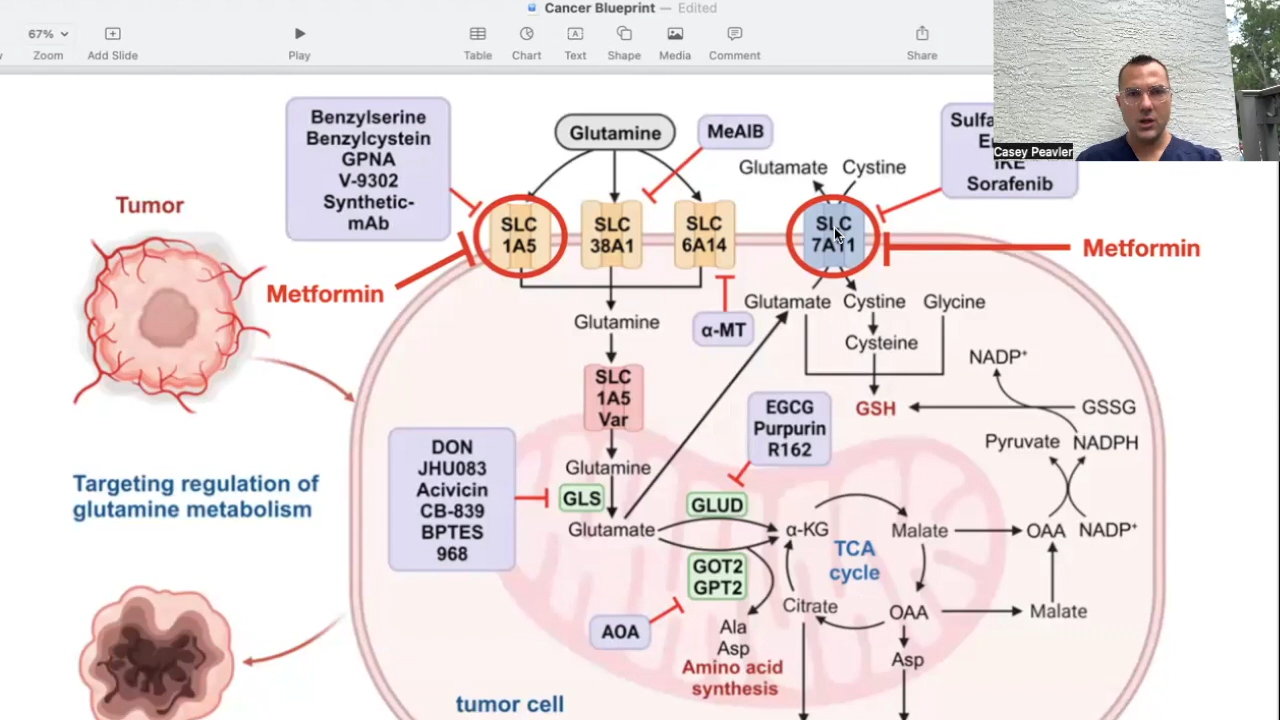 Cancer Blueprint — Edited
67%
Zoom
Add Slide
Play
Table
Chart
Text
Shape
Media
Comment
Share
Casey Peavler
Benzylserine
Benzylcystein
GPNA
V-9302
Synthetic-
mAb
Glutamine
MeAIB
Glutamate
Cystine
Sorafenib
Tumor
SLC
1A5
SLC
38A1
SLC
6A14
SLC
7A11
Metformin
Metformin
Glutamine
α-MT
Glutamate
Cystine
Glycine
Cysteine
NADP+
SLC
1A5
Var
GSH
GSSG
EGCG
Purpurin
R162
Pyruvate
NADPH
DON
JHU083
Acivicin
CB-839
BPTES
968
Targeting regulation of
glutamine metabolism
Glutamine
GLS
Glutamate
GLUD
α-KG
Malate
OAA
NADP+
TCA
cycle
GOT2
GPT2
Citrate
OAA
Malate
AOA
Ala
Asp
Amino acid
synthesis
Asp
tumor cell